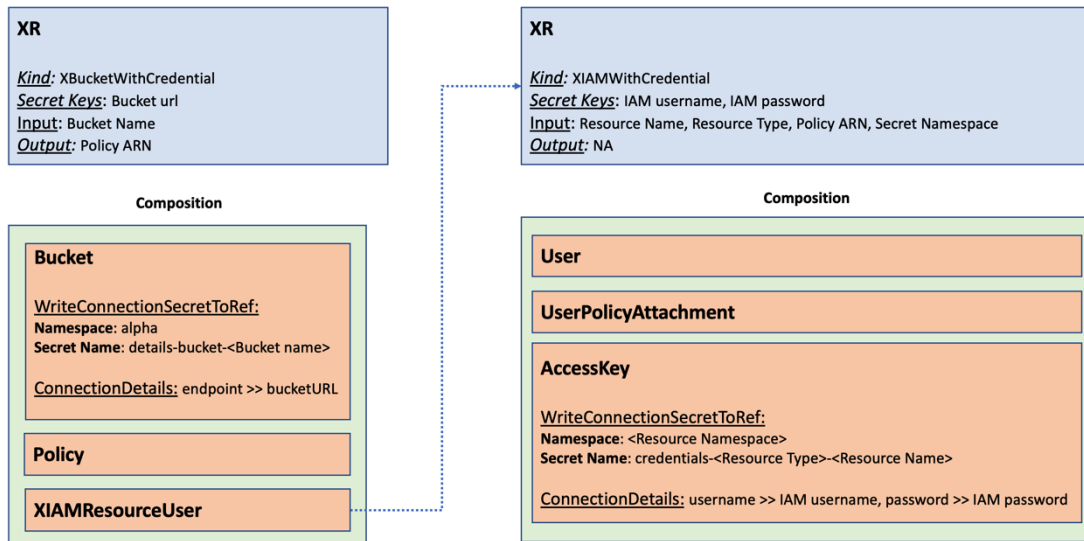 XR
Kind: XBucketWithCredential
Secret Keys: Bucket url
Input: Bucket Name
Output: Policy ARN
Composition
Bucket
WriteConnectionSecretToRef:
Namespace: alpha
Secret Name: details-bucket-<Bucket name>
ConnectionDetails: endpoint >> bucketURL
Policy
XIAMResourceUser
XR
Kind: XIAMWithCredential
Secret Keys: IAM username, IAM password
Input: Resource Name, Resource Type, Policy ARN, Secret Namespace
Output: NA
Composition
User
UserPolicyAttachment
AccessKey
WriteConnectionSecretToRef:
Namespace: <Resource Namespace>
Secret Name: credentials-<Resource Type>-<Resource Name>
ConnectionDetails: username >> IAM username, password >> IAM password